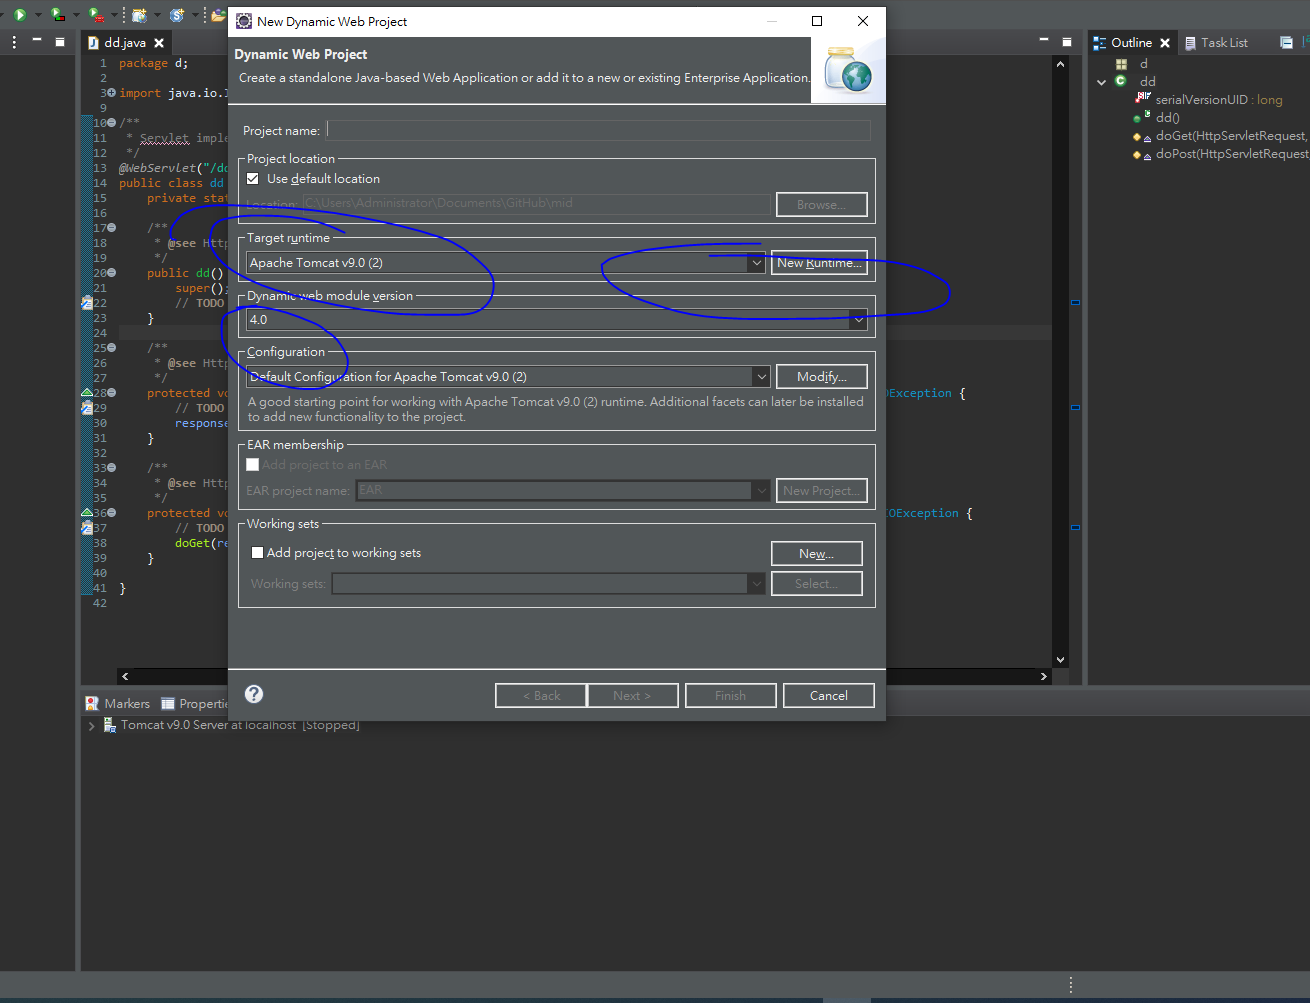 New Dynamic Web Project
Dynamic Web Project
Create a standalone Java-based Web Application or add it to a new or existing Enterprise Application.
Project name:
Project location
Use default location
Location: C:\Users\Administrator\Documents\GitHub\mid
Browse...
Target runtime
Apache Tomcat v9.0 (2)
New Runtime...
Dynamic web module version
4.0
Configuration
Default Configuration for Apache Tomcat v9.0 (2)
Modify...
A good starting point for working with Apache Tomcat v9.0 (2) runtime. Additional facets can later be installed
to add new functionality to the project.
EAR membership
Add project to an EAR
EAR project name: EAR
New Project...
Working sets
Add project to working sets
New...
Working sets:
Select...
< Back
Next >
Finish
Cancel
dd.java
1 package d;
2
3 import java.io.
9
10 /**
11 * Servlet imple
12 */
13 @WebServlet("/dd
14 public class dd
15 private stat
16
17 /**
18 * @see Htt
19 */
20 public dd()
21 super();
22 // TODO
23 }
24
25 /**
26 * @see Htt
27 */
28 protected vo OException {
29 // TODO
30 response
31 }
32
33 /**
34 * @see Htt
35 */
36 protected vo IOException {
37 // TODO
38 doGet(re
39 }
40
41 }
42
Outline
Task List
d
dd
serialVersionUID : long
dd()
doGet(HttpServletRequest,
doPost(HttpServletRequest
Markers
Properti
Tomcat v9.0 Server at localhost [Stopped]